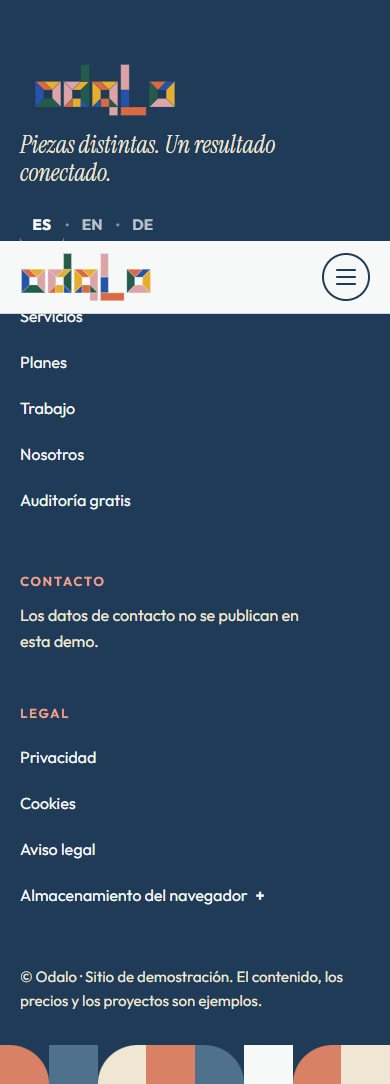 odalo
Piezas distintas. Un resultado
conectado.
ES · EN · DE
odalo
Servicios
Planes
Trabajo
Nosotros
Auditoría gratis
CONTACTO
Los datos de contacto no se publican en
esta demo.
LEGAL
Privacidad
Cookies
Aviso legal
Almacenamiento del navegador +
© Odalo · Sitio de demostración. El contenido, los
precios y los proyectos son ejemplos.